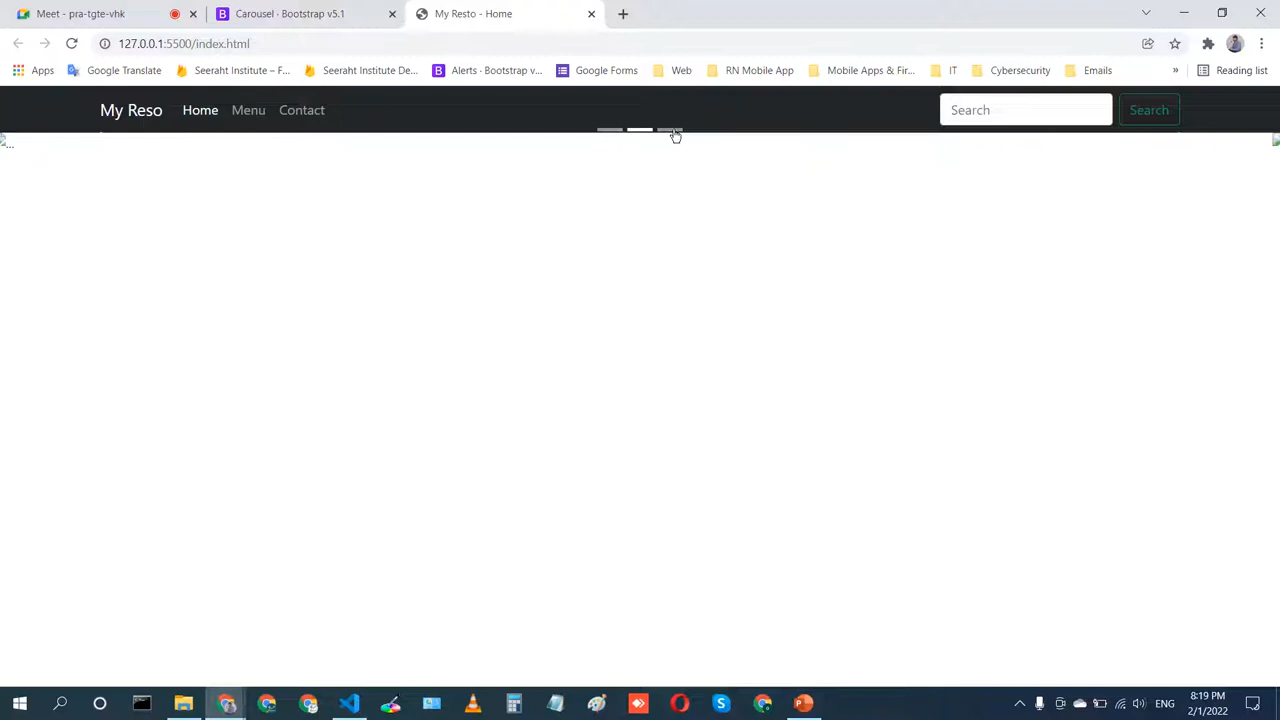 Meet - pra-tgte-vhk
Carousel · Bootstrap v5.1
My Resto - Home
127.0.0.1:5500/index.html
Apps
Google Translate
Seeraht Institute – F...
Seeraht Institute De...
Alerts · Bootstrap v...
Google Forms
Web
RN Mobile App
Mobile Apps & Fir...
IT
Cybersecurity
Emails
»
Reading list
My Reso
Home
Menu
Contact
Search
Search
...
ENG
8:19 PM
2/1/2022